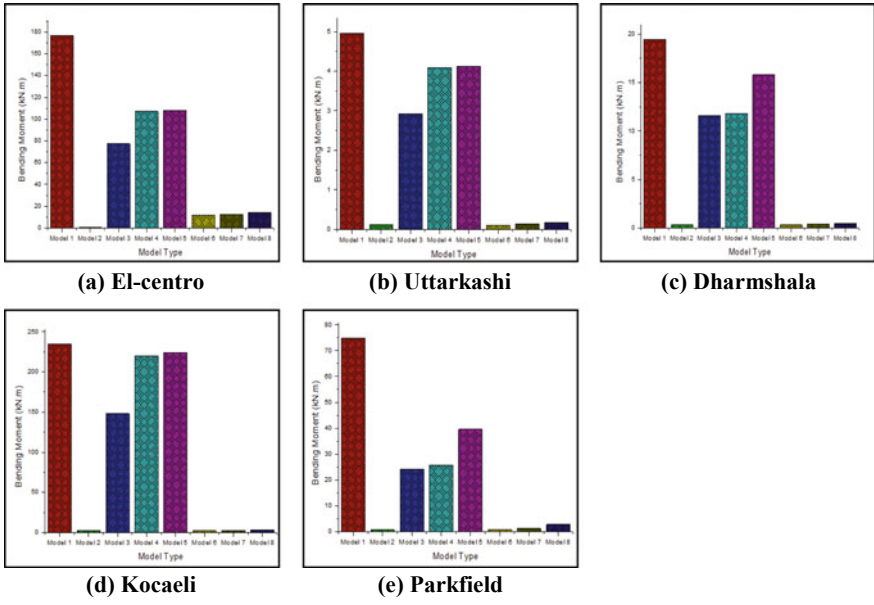 180
160
140
120
100
80
60
40
20
0
Bending Moment (kN.m)
Model 1 Model 2 Model 3 Model 4 Model 5 Model 6 Model 7 Model 8
Model Type
(a) El-centro
5
4
3
2
1
0
Bending Moment (kN.m)
Model 1 Model 2 Model 3 Model 4 Model 5 Model 6 Model 7 Model 8
Model Type
(b) Uttarkashi
20
15
10
5
0
Bending Moment (kN.m)
Model 1 Model 2 Model 3 Model 4 Model 5 Model 6 Model 7 Model 8
Model Type
(c) Dharmshala
250
200
150
100
50
0
Bending Moment (kN.m)
Model 1 Model 2 Model 3 Model 4 Model 5 Model 6 Model 7 Model 8
Model Type
(d) Kocaeli
80
70
60
50
40
30
20
10
0
Bending Moment (kN.m)
Model 1 Model 2 Model 3 Model 4 Model 5 Model 6 Model 7 Model 8
Model Type
(e) Parkfield